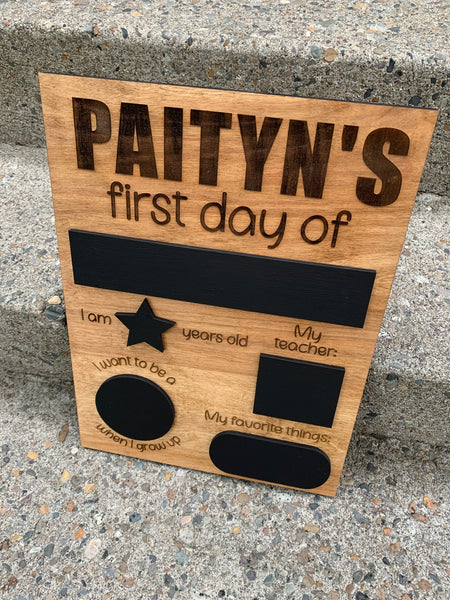 PAITYN'S
first day of
I am
years old
My
teacher:
I want to be a
when I grow up
My favorite things: